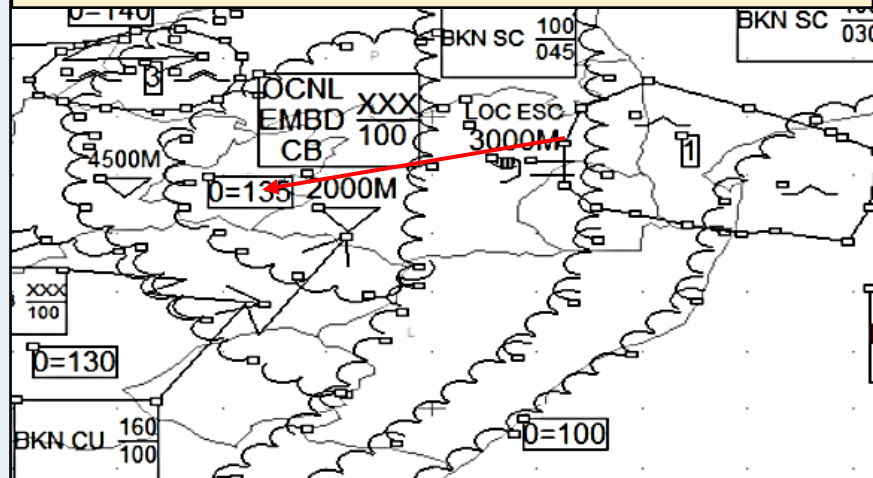 0=140
BKN SC 100
045
BKN SC
030
3
OCNL
EMBD XXX
CB 100
LOC ESC
3000M
1
4500M
0=135
2000M
P
XXX
100
L
0=130
BKN CU 160
100
0=100